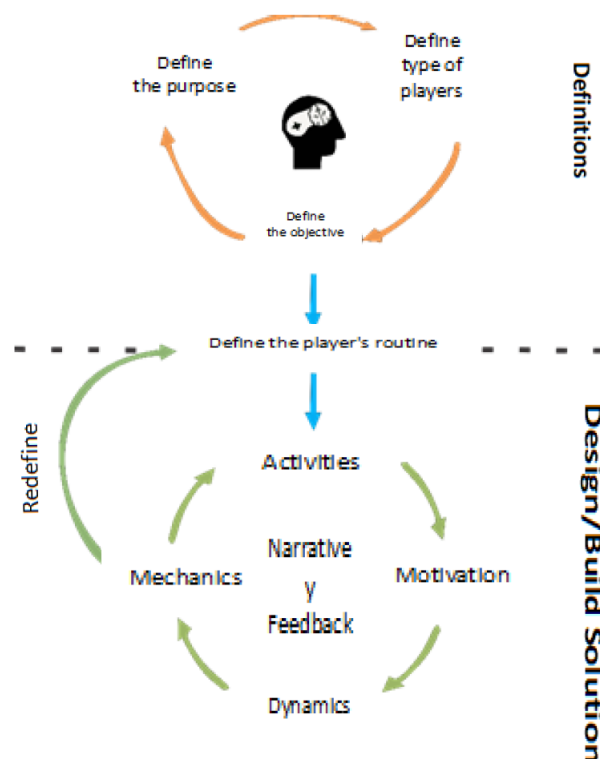 Define
the purpose
Define
type of
players
Definitions
Define
the objective
Define the player's routine
Redefine
Design/Build Solution
Activities
Mechanics
Narrative
y
Feedback
Motivation
Dynamics